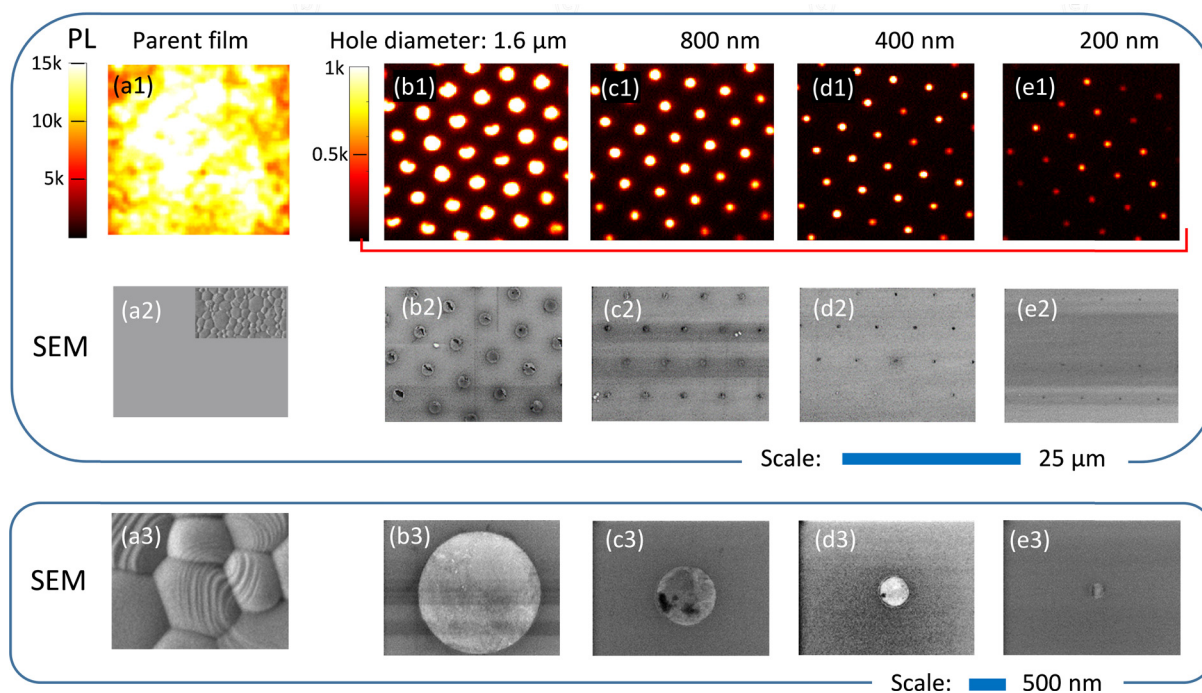 PL
Parent film
Hole diameter: 1.6 μm
800 nm
400 nm
200 nm
15k
10k
5k
1k
0.5k
(a1)
(b1)
(c1)
(d1)
(e1)
SEM
(a2)
(b2)
(c2)
(d2)
(e2)
Scale:
25 μm
SEM
(a3)
(b3)
(c3)
(d3)
(e3)
Scale:
500 nm